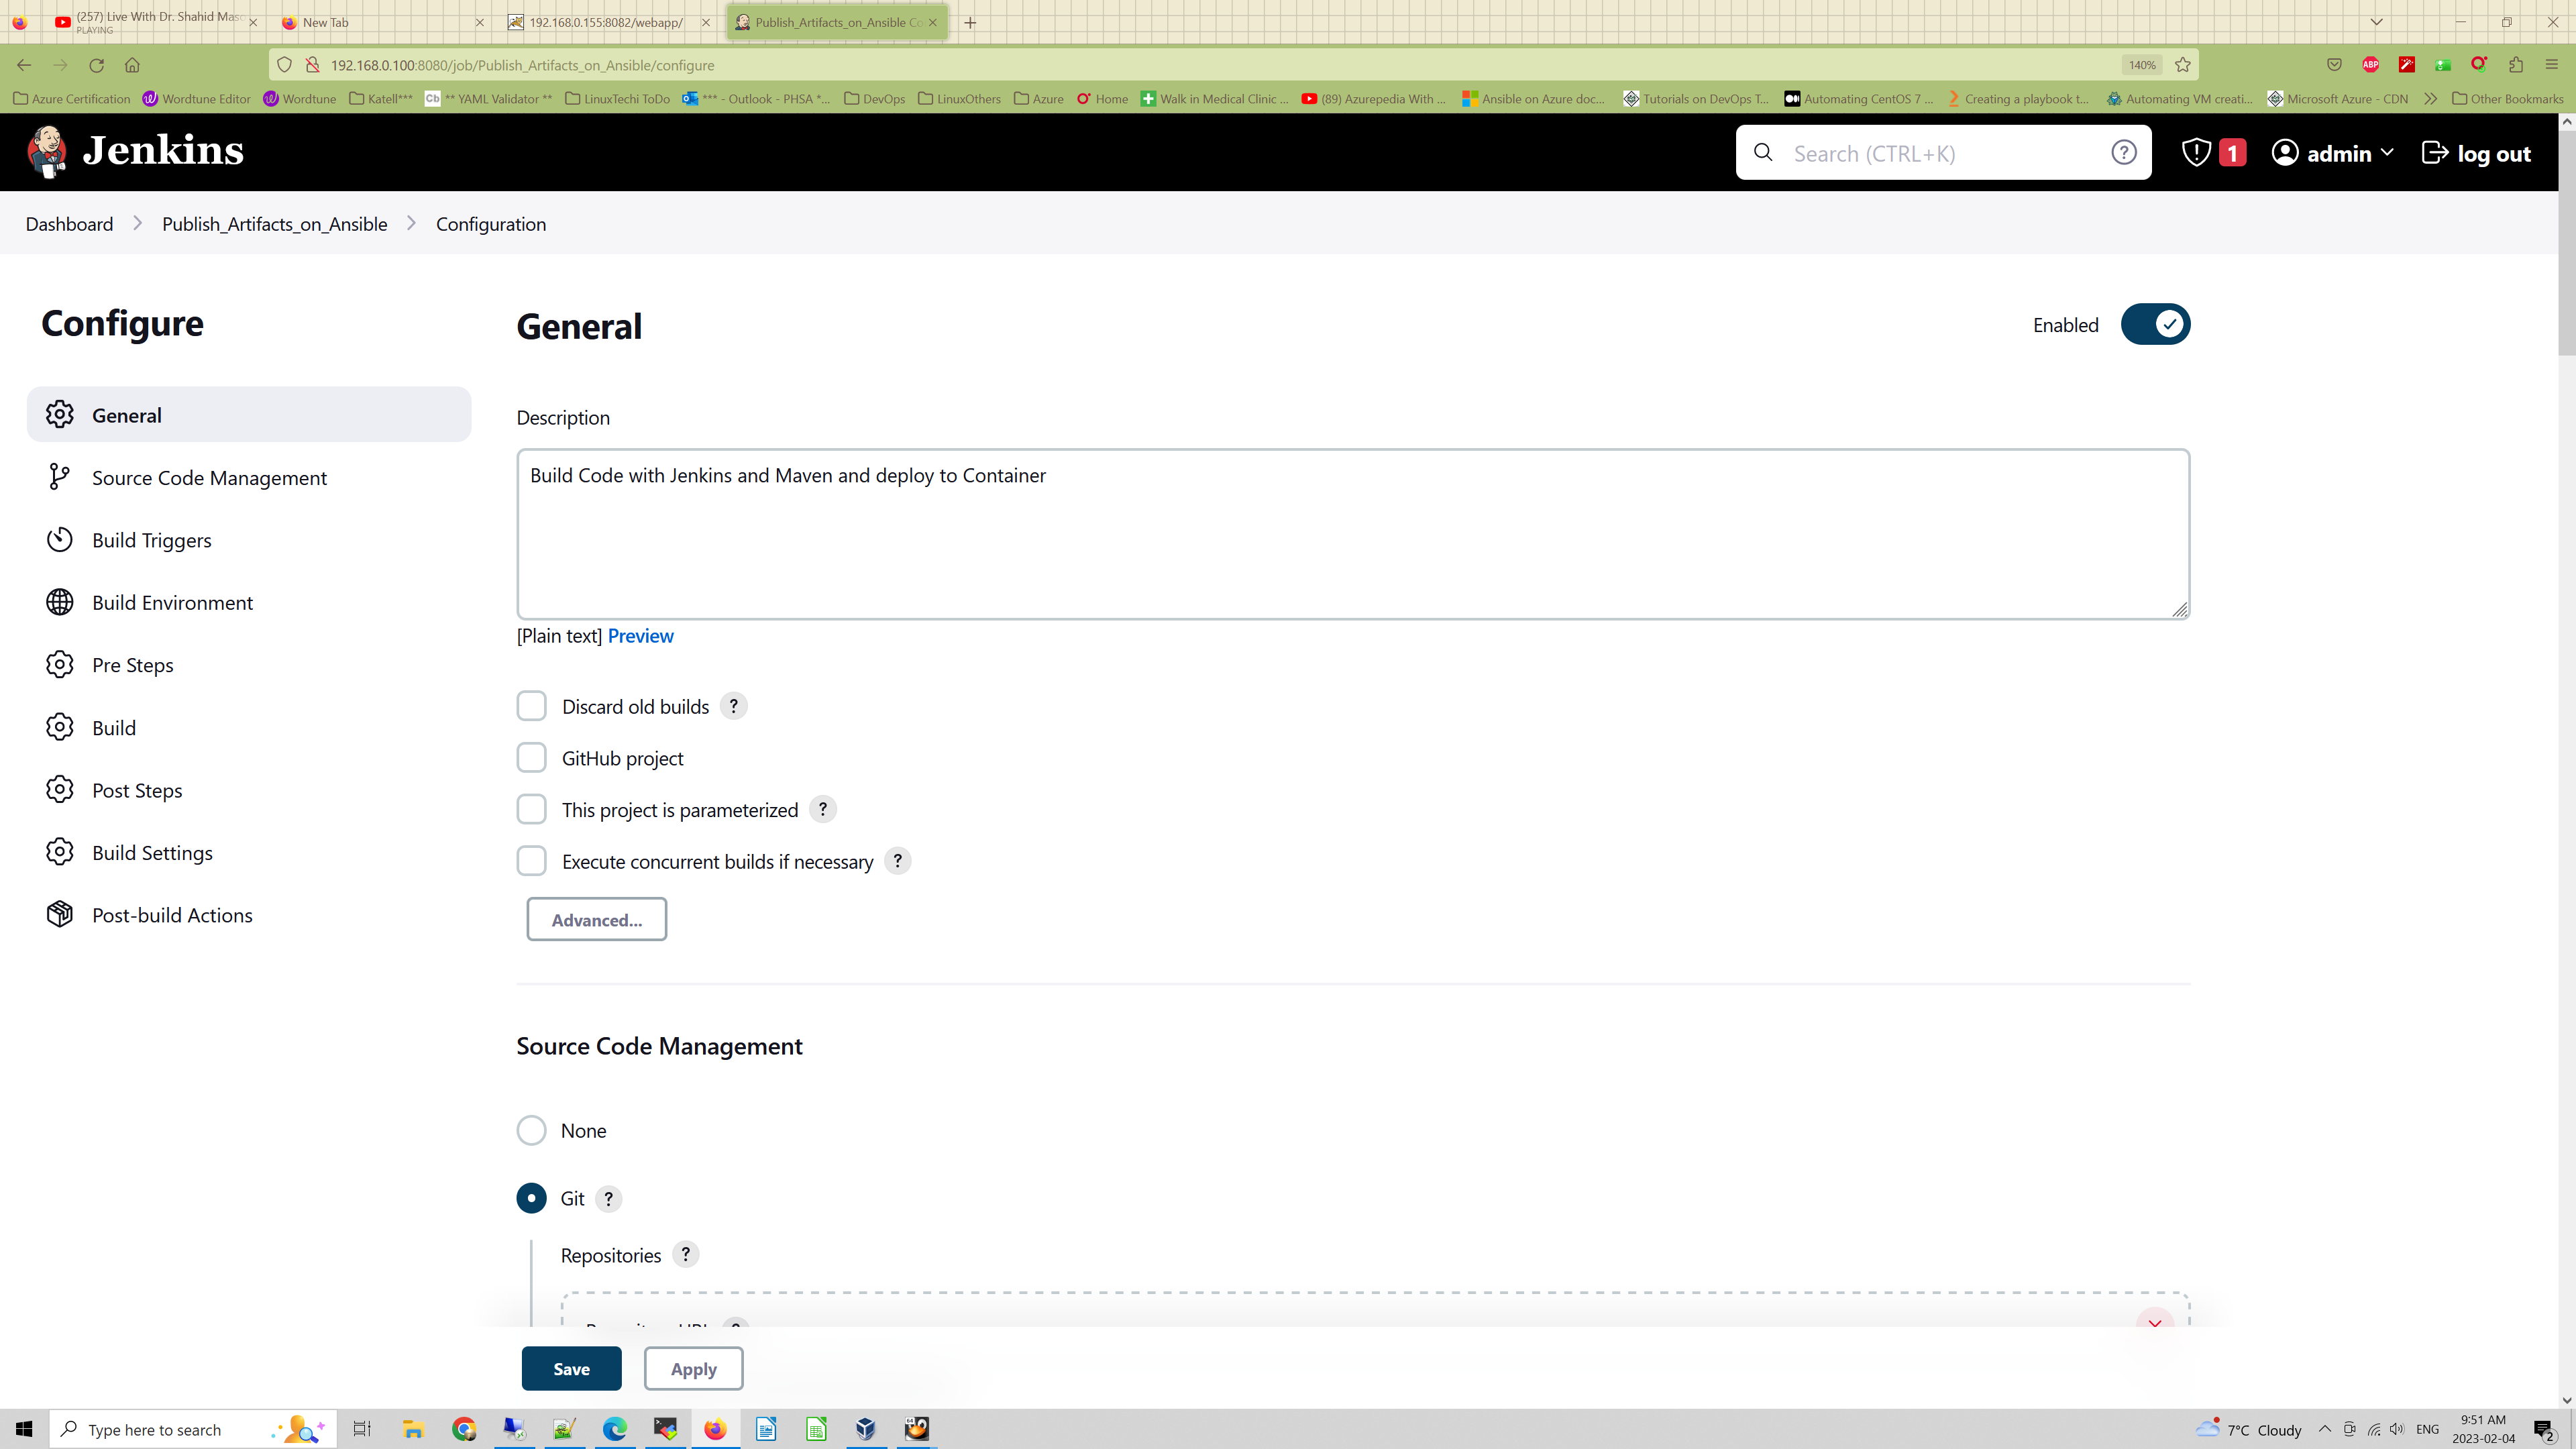 (257) Live With Dr. Shahid Mas
PLAYING
New Tab
192.168.0.155:8082/webapp/
Publish_Artifacts_on_Ansible Co
192.168.0.100:8080/job/Publish_Artifacts_on_Ansible/configure
140%
ABP
Azure Certification
Wordtune Editor
Wordtune
Katell***
Cb
** YAML Validator **
LinuxTechi ToDo
*** - Outlook - PHSA *...
DevOps
LinuxOthers
Azure
Home
Walk in Medical Clinic ...
(89) Azurepedia With ...
Ansible on Azure doc...
Tutorials on DevOps T...
Automating CentOS 7 ...
Creating a playbook t...
Automating VM creati...
Microsoft Azure - CDN
Other Bookmarks
Jenkins
Search (CTRL+K)
1
admin
log out
Dashboard
Publish_Artifacts_on_Ansible
Configuration
Configure
General
Source Code Management
Build Triggers
Build Environment
Pre Steps
Build
Post Steps
Build Settings
Post-build Actions
General
Enabled
Description
Build Code with Jenkins and Maven and deploy to Container
[Plain text] Preview
Discard old builds ?
GitHub project
This project is parameterized ?
Execute concurrent builds if necessary ?
Advanced...
Source Code Management
None
Git ?
Repositories ?
Save
Apply
Type here to search
7°C Cloudy
ENG
9:51 AM
2023-02-04
2